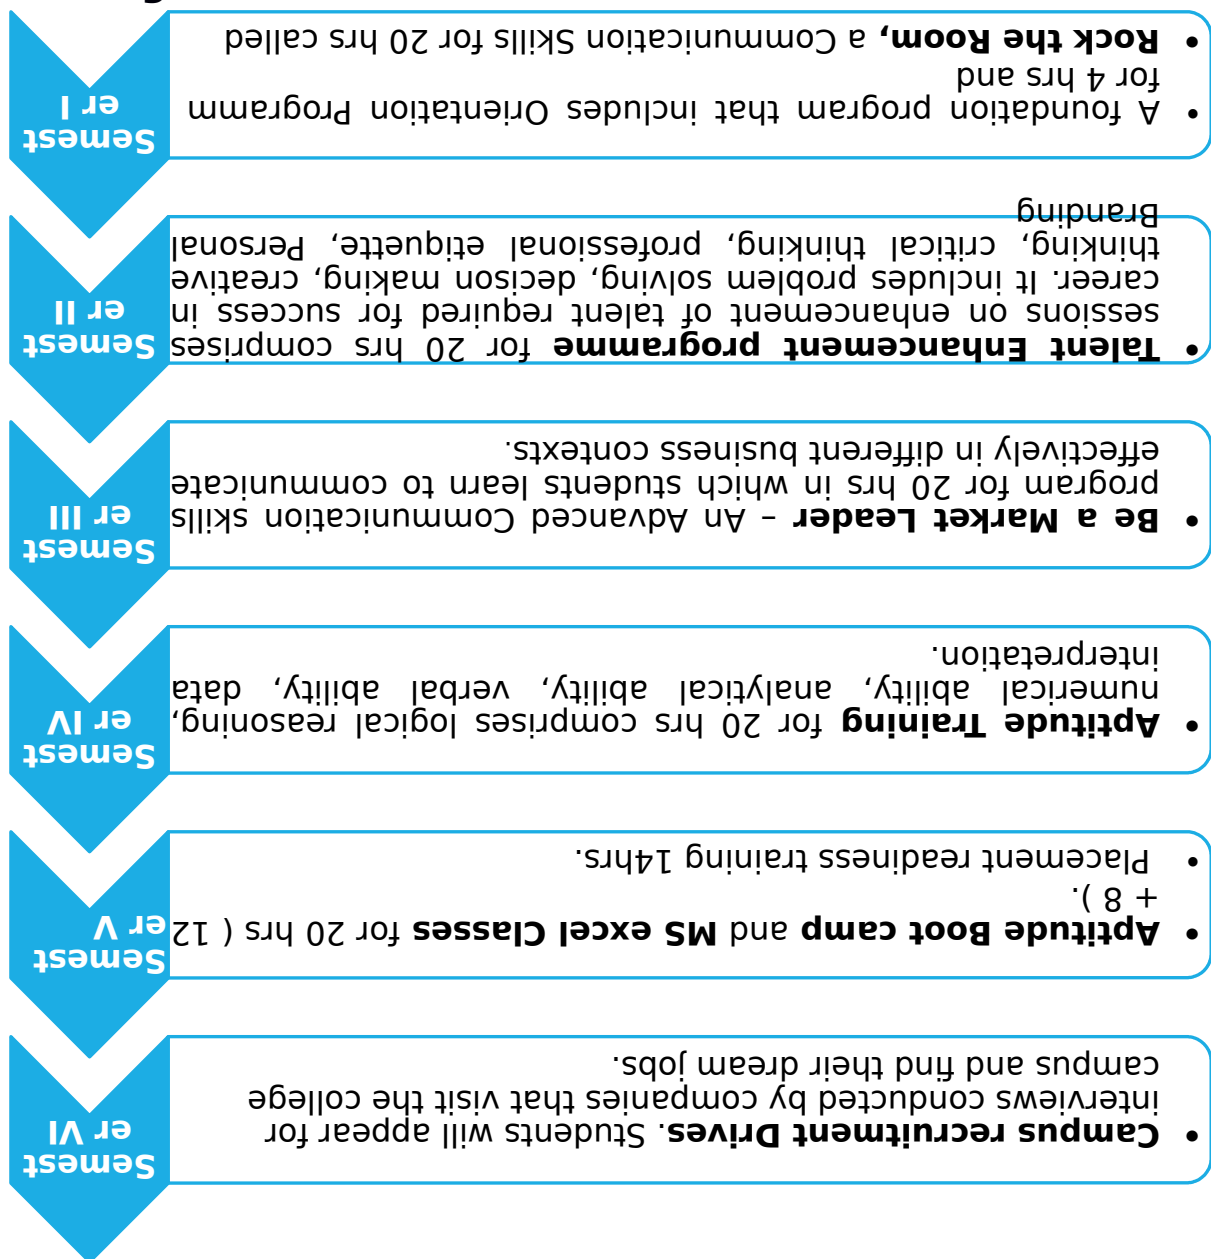 Campus recruitment Drives. Students will appear for
interviews conducted by companies that visit the college
campus and find their dream jobs.
Semest
er VI
Aptitude Boot camp and MS excel Classes for 20 hrs ( 12
+ 8 ).
Placement readiness training 14hrs.
Semest
er V
Aptitude Training for 20 hrs comprises logical reasoning,
numerical ability, analytical ability, verbal ability, data
interpretation.
Semest
er IV
Be a Market Leader – An Advanced Communication skills
program for 20 hrs in which students learn to communicate
effectively in different business contexts.
Semest
er III
Talent Enhancement programme for 20 hrs comprises
sessions on enhancement of talent required for success in
career. It includes problem solving, decison making, creative
thinking, critical thinking, professional etiquette, Personal
Branding
Semest
er II
A foundation program that includes Orientation Programm
for 4 hrs and
Rock the Room, a Communication Skills for 20 hrs called
Semest
er I